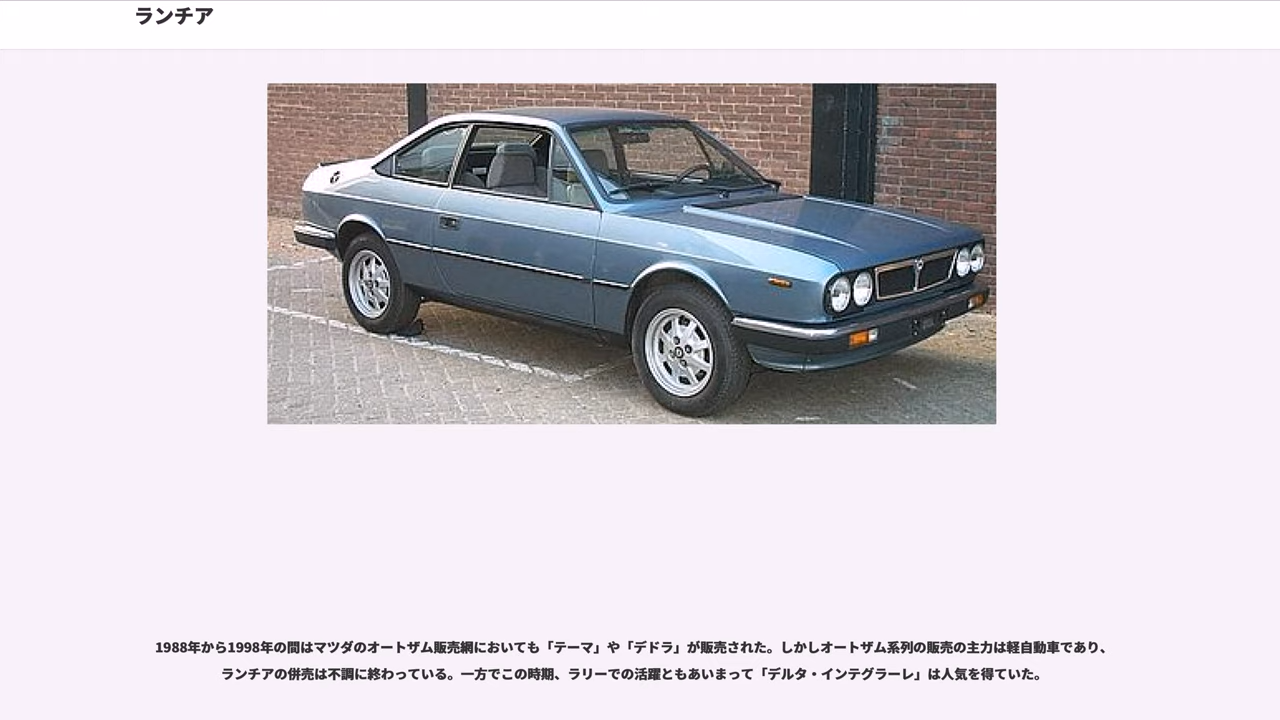 ランチア
1988年から1998年の間はマツダのオートザム販売網においても「テーマ」や「デドラ」が販売された。しかしオートザム系列の販売の主力は軽自動車であり、
ランチアの併売は不調に終わっている。一方でこの時期、ラリーでの活躍ともあいまって「デルタ・インテグラーレ」は人気を得ていた。